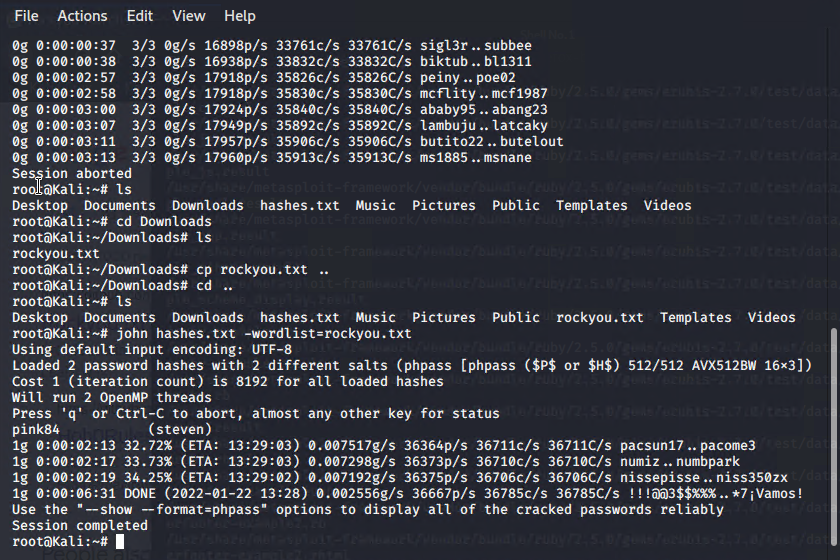 File Actions Edit View Help
0g 0:00:00:37 3/3 0g/s 16898p/s 33761c/s 33761C/s sigl3r..subbee
0g 0:00:00:38 3/3 0g/s 16938p/s 33832c/s 33832C/s biktub..bl1311
0g 0:00:02:57 3/3 0g/s 17918p/s 35826c/s 35826C/s peiny..poe02
0g 0:00:02:58 3/3 0g/s 17918p/s 35830c/s 35830C/s mcflity..mcf1987
0g 0:00:03:00 3/3 0g/s 17924p/s 35840c/s 35840C/s ababy95..abang23
0g 0:00:03:07 3/3 0g/s 17949p/s 35892c/s 35892C/s lambuju..latcaky
0g 0:00:03:11 3/3 0g/s 17957p/s 35906c/s 35906C/s butito22..butelout
0g 0:00:03:13 3/3 0g/s 17960p/s 35913c/s 35913C/s ms1885..msnane
Session aborted
root@Kali:~# ls
Desktop Documents Downloads hashes.txt Music Pictures Public Templates Videos
root@Kali:~# cd Downloads
root@Kali:~/Downloads# ls
rockyou.txt
root@Kali:~/Downloads# cp rockyou.txt ..
root@Kali:~/Downloads# cd ..
root@Kali:~# ls
Desktop Documents Downloads hashes.txt Music Pictures Public rockyou.txt Templates Videos
root@Kali:~# john hashes.txt -wordlist=rockyou.txt
Using default input encoding: UTF-8
Loaded 2 password hashes with 2 different salts (phpass [phpass ($P$ or $H$) 512/512 AVX512BW 16×3])
Cost 1 (iteration count) is 8192 for all loaded hashes
Will run 2 OpenMP threads
Press 'q' or Ctrl-C to abort, almost any other key for status
pink84 (steven)
1g 0:00:02:13 32.72% (ETA: 13:29:03) 0.007517g/s 36364p/s 36711c/s 36711C/s pacsun17..pacome3
1g 0:00:02:17 33.73% (ETA: 13:29:03) 0.007298g/s 36373p/s 36710c/s 36710C/s numiz..numbpark
1g 0:00:02:19 34.25% (ETA: 13:29:02) 0.007192g/s 36375p/s 36706c/s 36706C/s nissepisse..niss350zx
1g 0:00:06:31 DONE (2022-01-22 13:28) 0.002556g/s 36667p/s 36785c/s 36785C/s !!!@@3$$%%%..*7¡Vamos!
Use the "--show --format=phpass" options to display all of the cracked passwords reliably
Session completed
root@Kali:~#